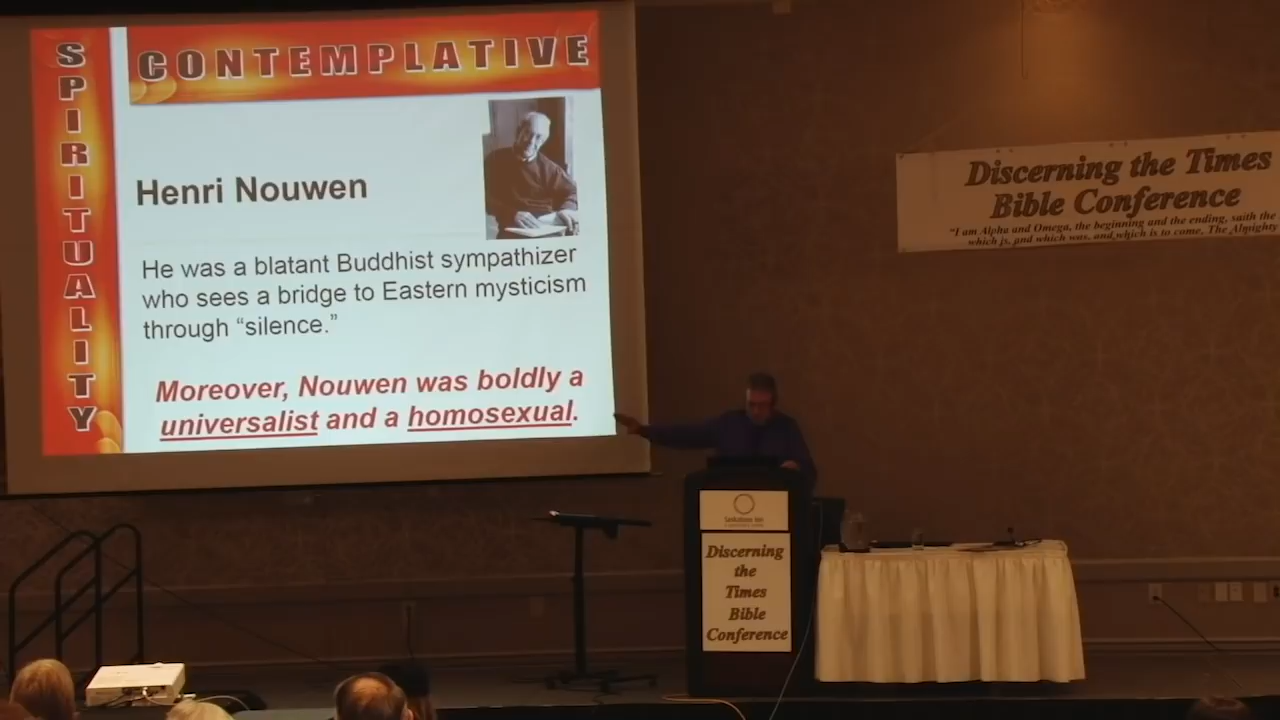 SPIRITUALITY
CONTEMPLATIVE
Henri Nouwen
He was a blatant Buddhist sympathizer
who sees a bridge to Eastern mysticism
through “silence.”
Moreover, Nouwen was boldly a
universalist and a homosexual.
Discerning the Times
Bible Conference
“I am Alpha and Omega, the beginning and the ending, saith the
which is, and which was, and which is to come, The Almighty
Discerning
the
Times
Bible
Conference